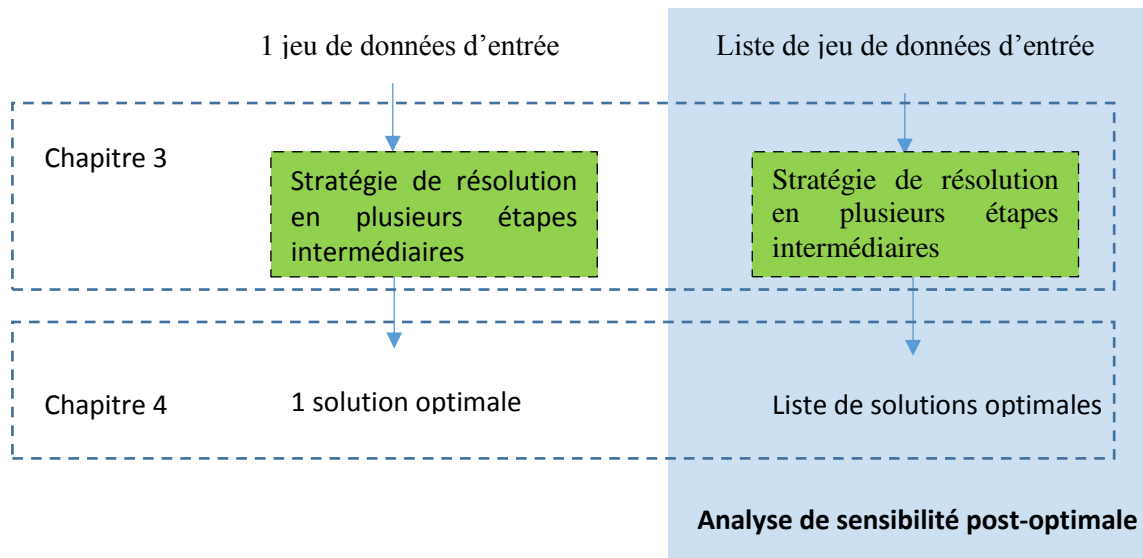 1 jeu de données d'entrée
Liste de jeu de données d'entrée
Chapitre 3
Stratégie de résolution
en plusieurs étapes
intermédiaires
Stratégie de résolution
en plusieurs étapes
intermédiaires
Chapitre 4
1 solution optimale
Liste de solutions optimales
Analyse de sensibilité post-optimale